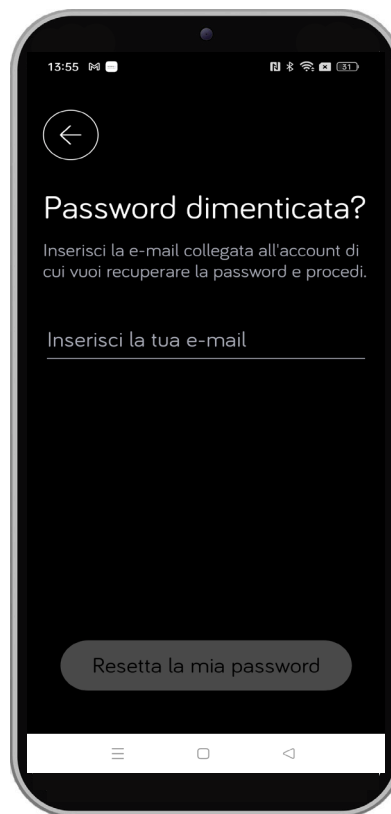 13:55
31
Password dimenticata?
Inserisci la e-mail collegata all'account di
cui vuoi recuperare la password e procedi.
Inserisci la tua e-mail
Resetta la mia password